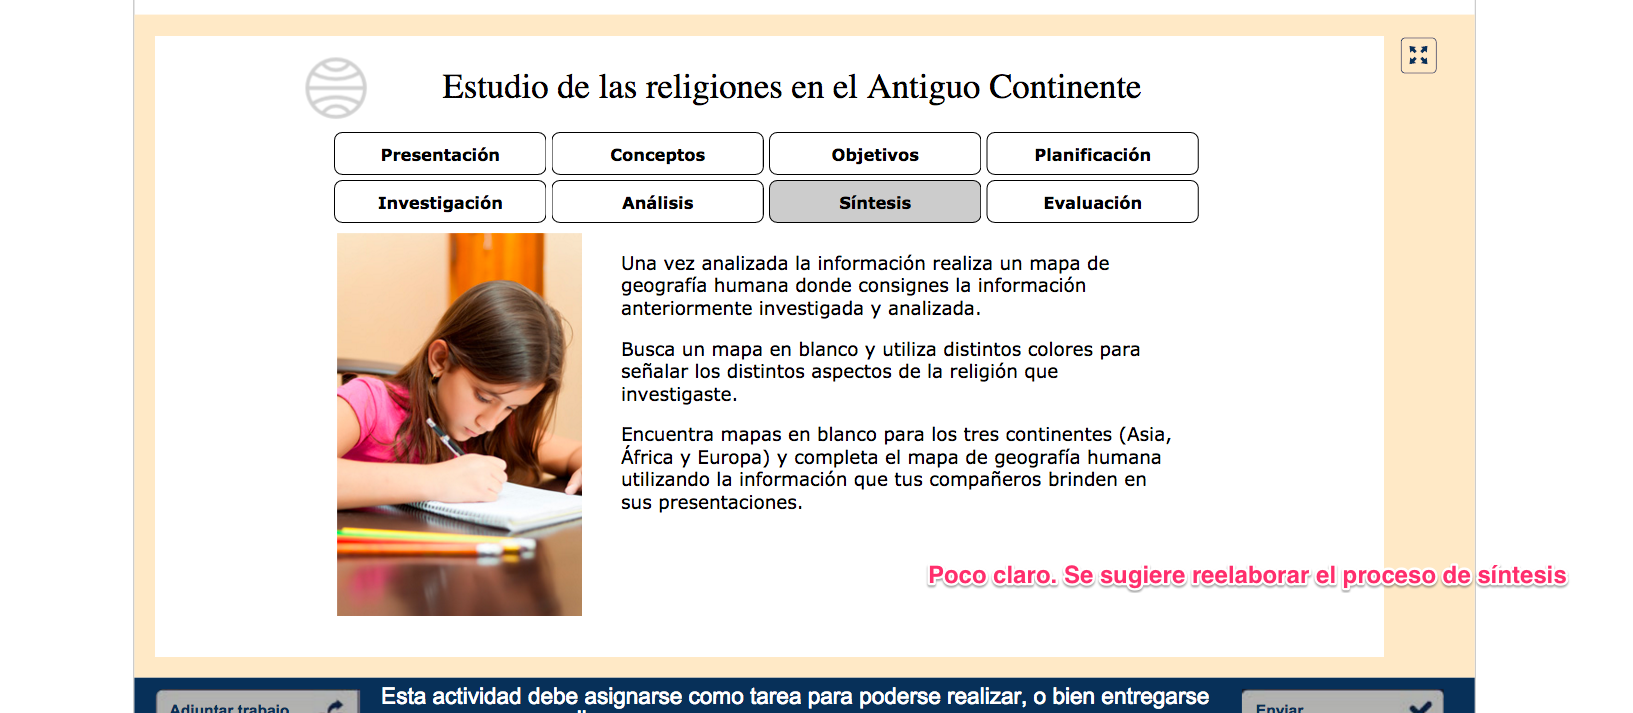 Estudio de las religiones en el Antiguo Continente
Presentación
Conceptos
Objetivos
Planificación
Investigación
Análisis
Síntesis
Evaluación
Una vez analizada la información realiza un mapa de
geografía humana donde consignes la información
anteriormente investigada y analizada.
Busca un mapa en blanco y utiliza distintos colores para
señalar los distintos aspectos de la religión que
investigaste.
Encuentra mapas en blanco para los tres continentes (Asia,
África y Europa) y completa el mapa de geografía humana
utilizando la información que tus compañeros brinden en
sus presentaciones.
Poco claro. Se sugiere reelaborar el proceso de síntesis
Adjuntar trabajo
Esta actividad debe asignarse como tarea para poderse realizar, o bien entregarse
Enviar